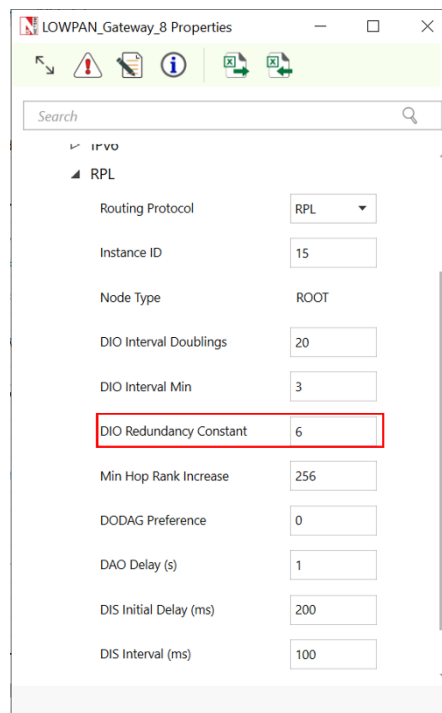 LOWPAN_Gateway_8 Properties
Search
IPv6
RPL
Routing Protocol RPL
Instance ID 15
Node Type ROOT
DIO Interval Doublings 20
DIO Interval Min 3
DIO Redundancy Constant 6
Min Hop Rank Increase 256
DODAG Preference 0
DAO Delay (s) 1
DIS Initial Delay (ms) 200
DIS Interval (ms) 100